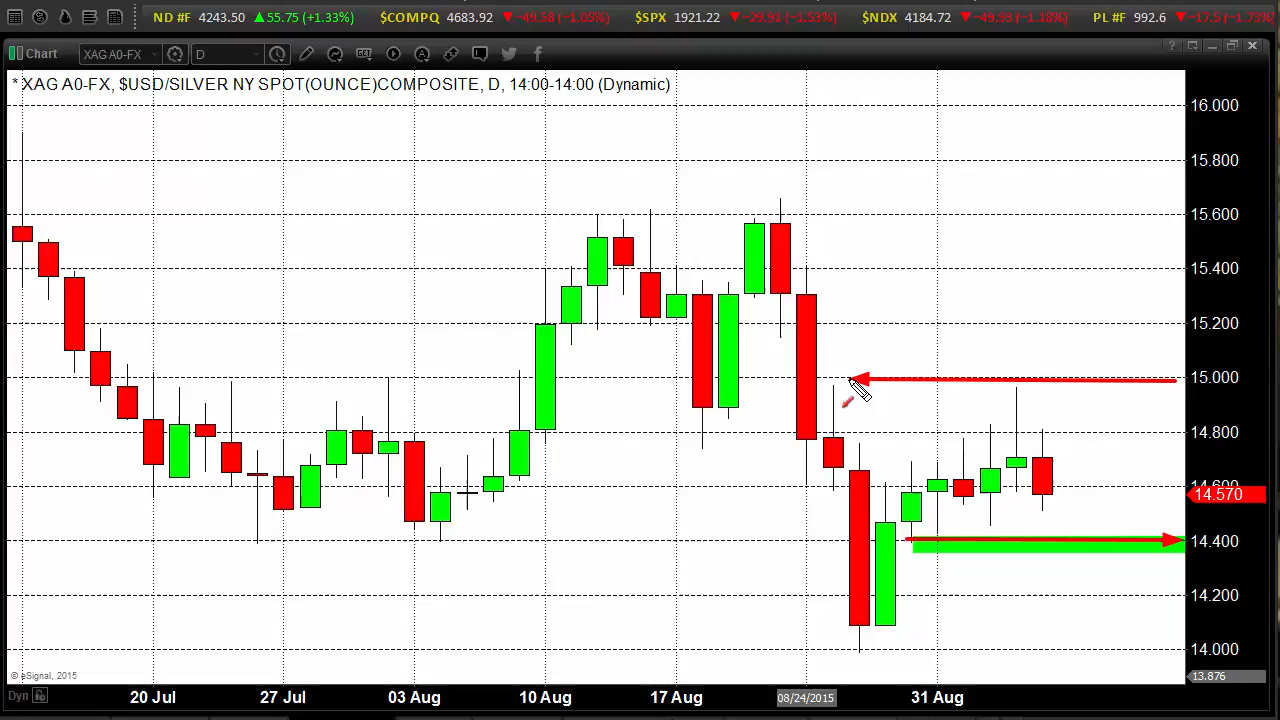 ND #F 4243.50 ▲55.75 (+1.33%) $COMPQ 4683.92 ▼-49.58 (-1.05%) $SPX 1921.22 ▼-29.91 (-1.53%) $NDX 4184.72 ▼-49.93 (-1.18%) PL #F 992.6 ▼-17.5 (-1.73%)
Chart XAG A0-FX D GET A ?
* XAG A0-FX, $USD/SILVER NY SPOT(OUNCE)COMPOSITE, D, 14:00-14:00 (Dynamic)
16.000
15.800
15.600
15.400
15.200
15.000
14.800
14.600
14.570
14.400
14.200
14.000
© eSignal, 2015
13.876
Dyn 20 Jul 27 Jul 03 Aug 10 Aug 17 Aug 08/24/2015 31 Aug